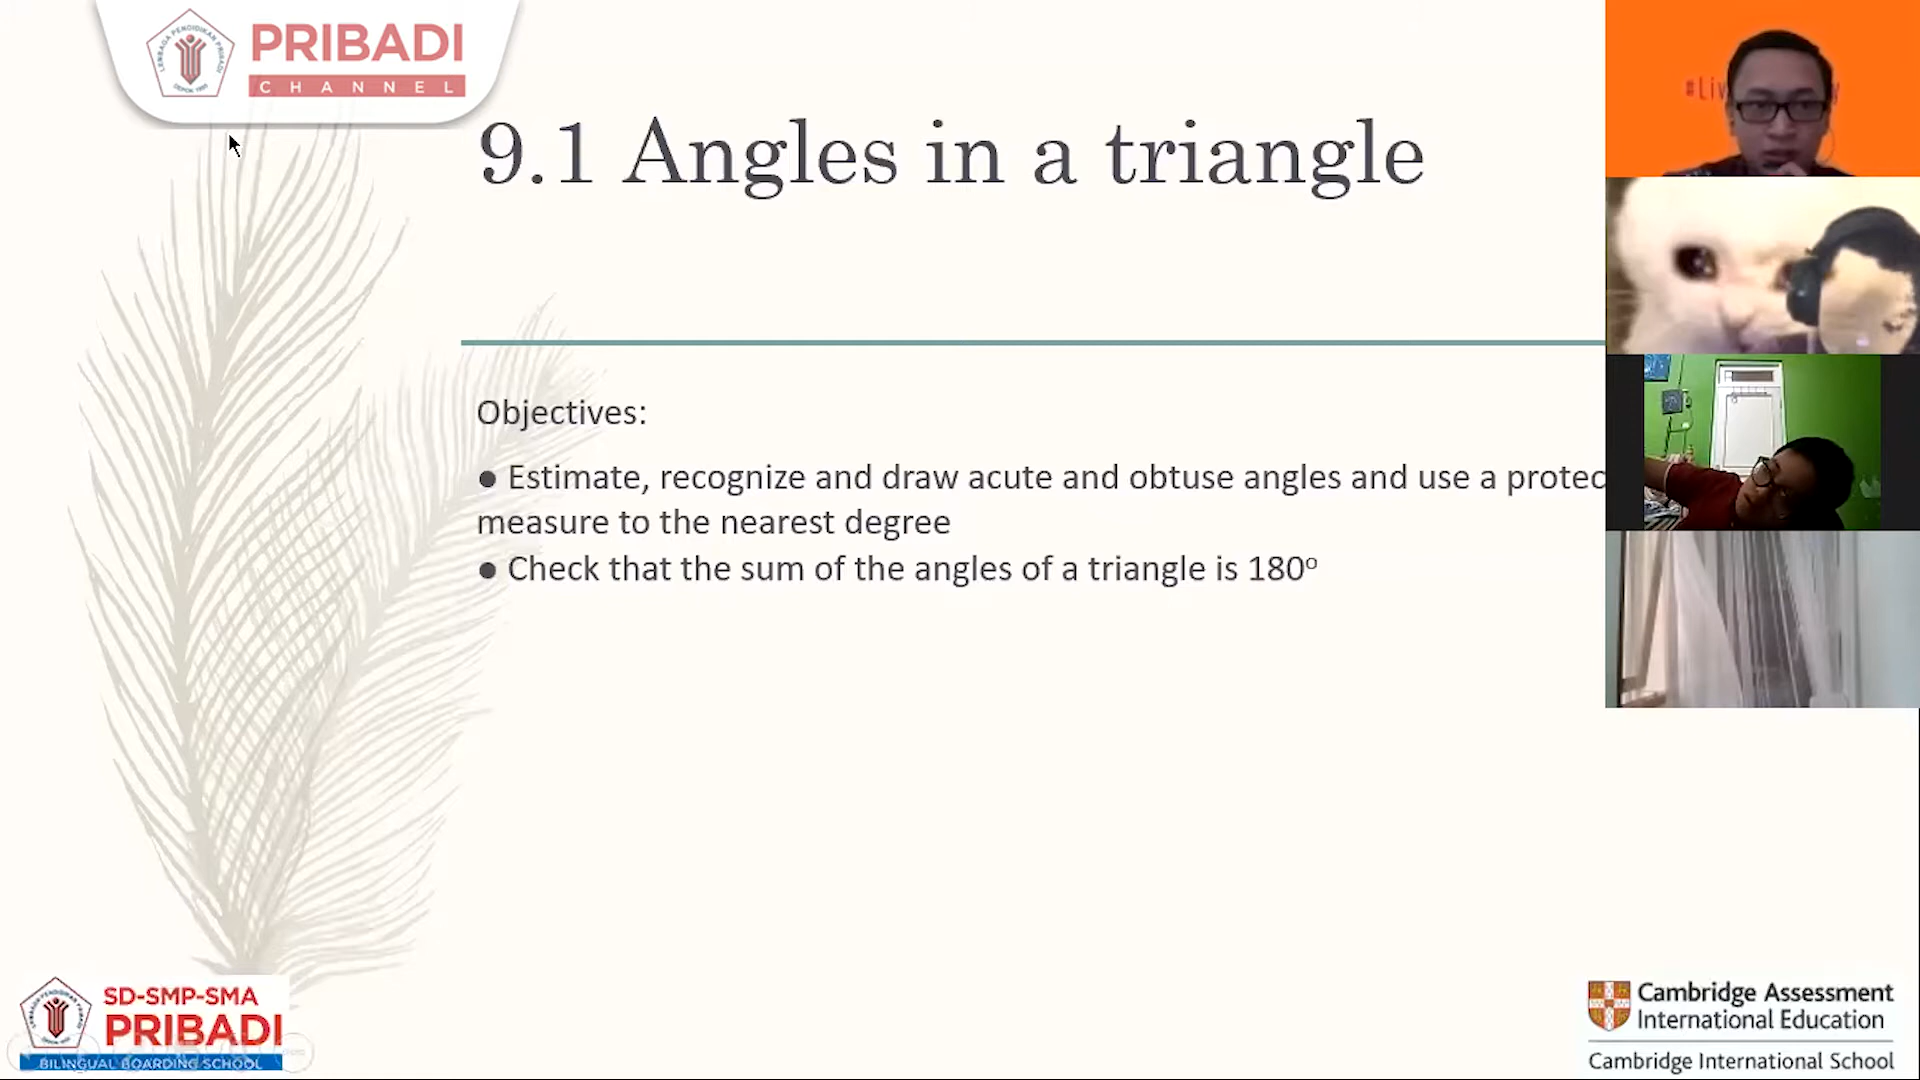 PRIBADI
CHANNEL
9.1 Angles in a triangle
Objectives:
● Estimate, recognize and draw acute and obtuse angles and use a protec
measure to the nearest degree
● Check that the sum of the angles of a triangle is 180º
SD-SMP-SMA
PRIBADI
BILINGUAL BOARDING SCHOOL
Cambridge Assessment
International Education
Cambridge International School